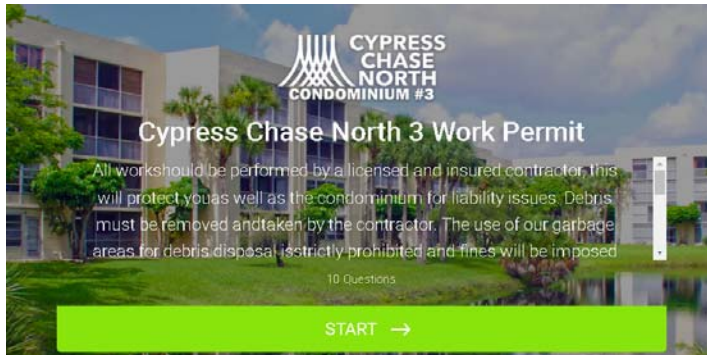 CYPRESS
CHASE
NORTH
CONDOMINIUM #3
Cypress Chase North 3 Work Permit
All workshould be performed by a licensed and insured contractor, this
will protect youas well as the condominium for liability issues. Debris
must be removed andtaken by the contractor. The use of our garbage
areas for debris disposal isstrictly prohibited and fines will be imposed
10 Questions
START →